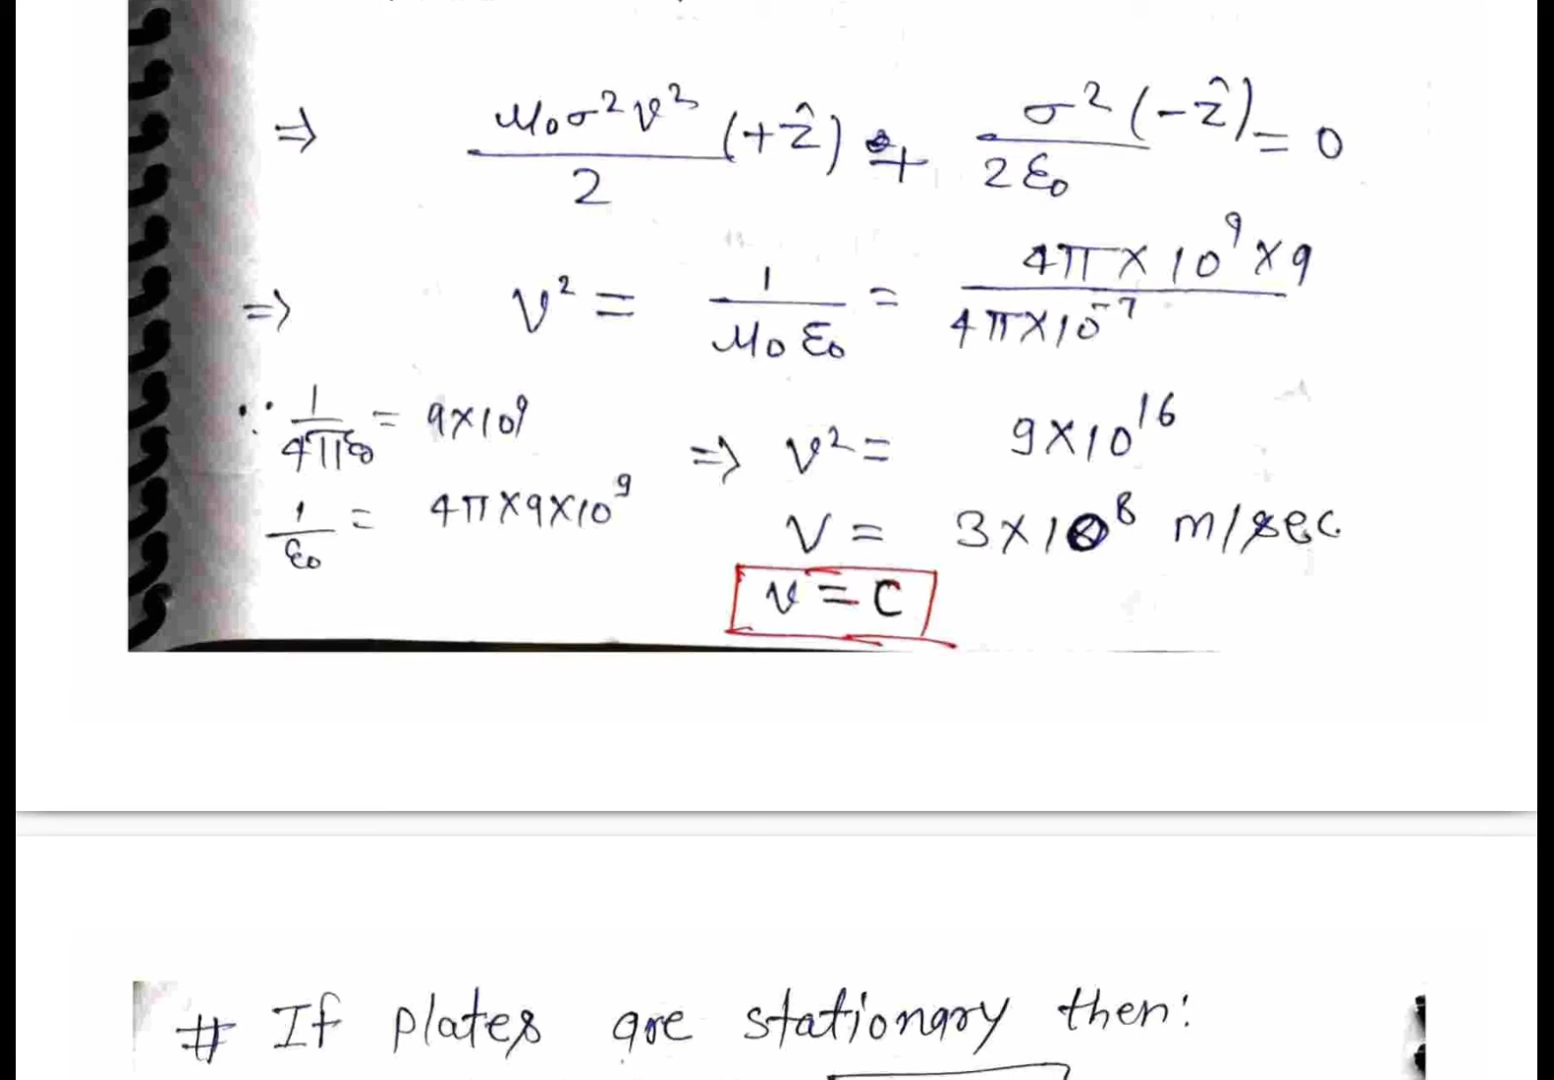 ⇒ μ₀σ²v²/2 (+ẑ) + σ²(-ẑ)/2ε₀ = 0
⇒ v² = 1/μ₀ε₀ = 4π×10⁹×9/4π×10⁻⁷
∵ 1/4πε₀ = 9×10⁹ ⇒ v² = 9×10¹⁶
1/ε₀ = 4π×9×10⁹ v = 3×10⁸ m/sec
v = c
# If plates are stationary then: